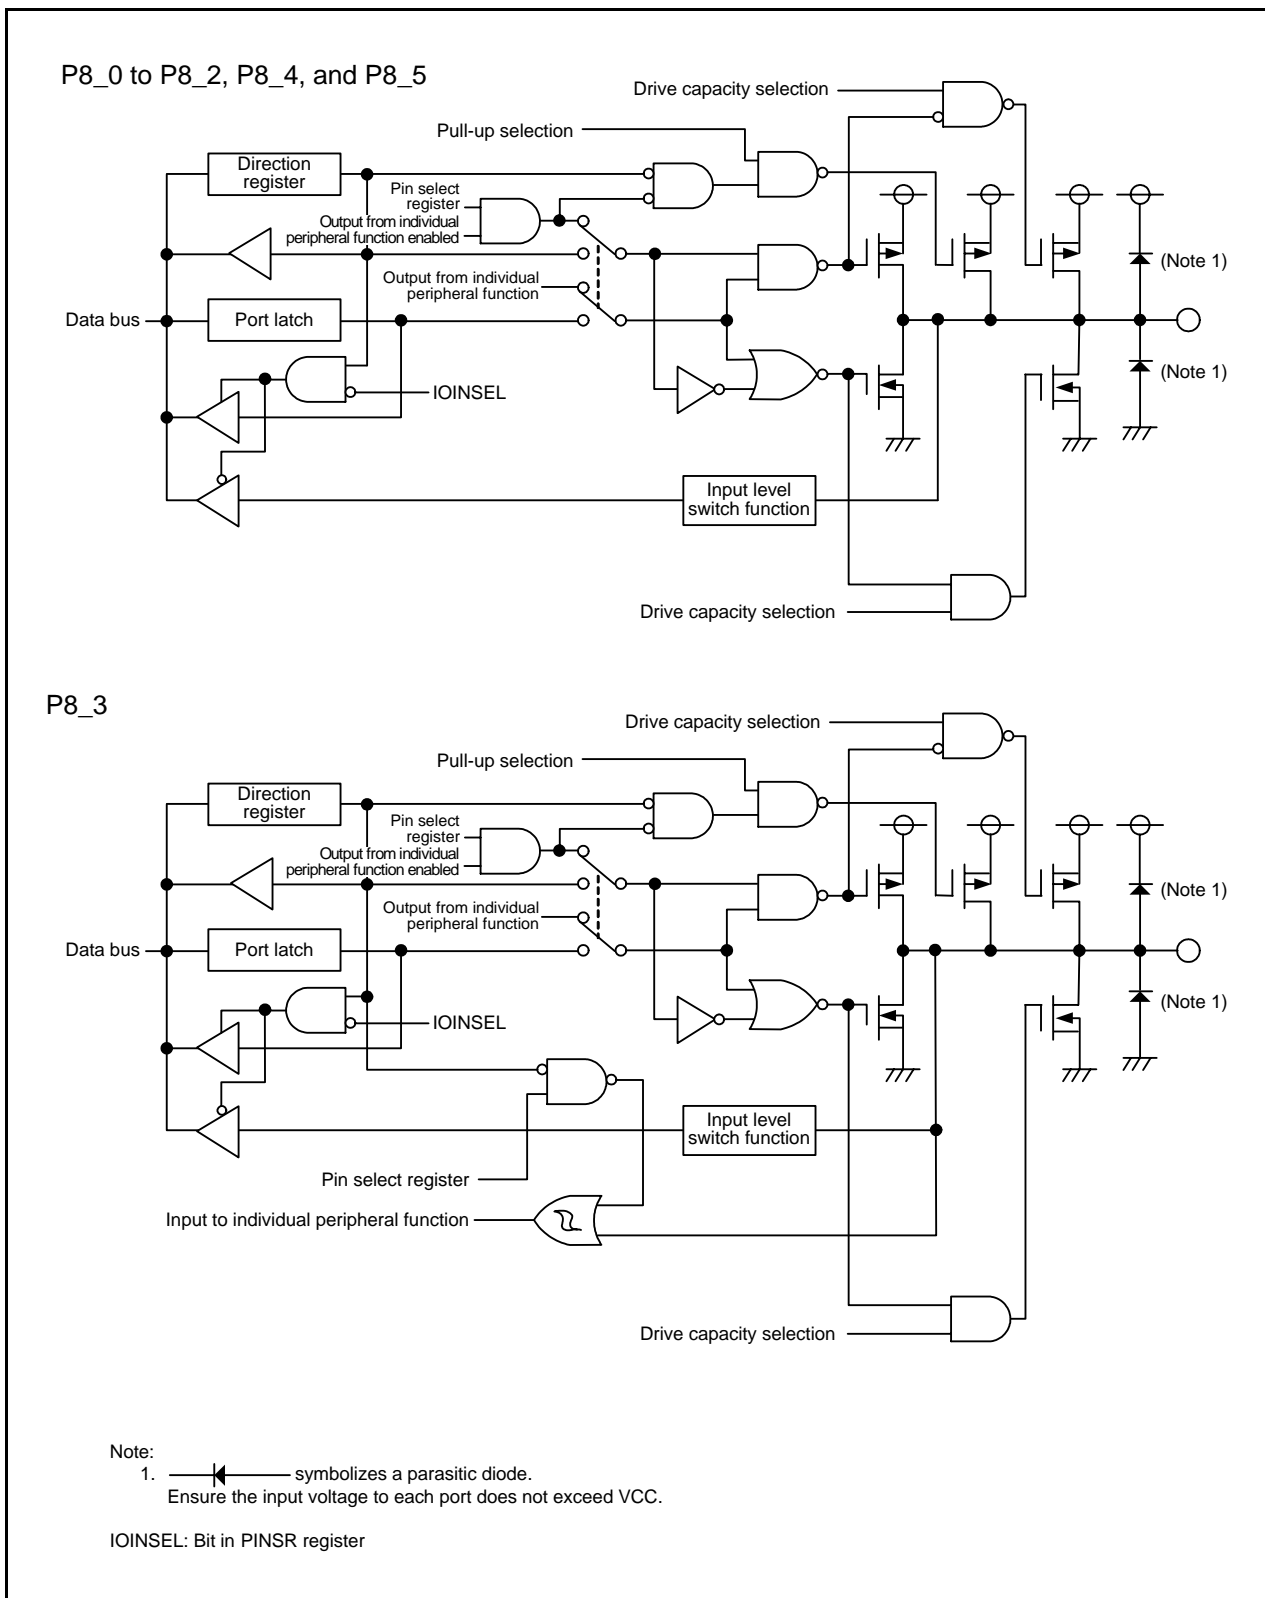 P8_0 to P8_2, P8_4, and P8_5
Drive capacity selection
Pull-up selection
Direction
register
Pin select
register
Output from individual
peripheral function enabled
(Note 1)
Output from individual
peripheral function
Data bus
Port latch
(Note 1)
IOINSEL
Input level
switch function
Drive capacity selection
P8_3
Drive capacity selection
Pull-up selection
Direction
register
Pin select
register
Output from individual
peripheral function enabled
(Note 1)
Output from individual
peripheral function
Data bus
Port latch
(Note 1)
IOINSEL
Input level
switch function
Pin select register
Input to individual peripheral function
Drive capacity selection
Note:
1. symbolizes a parasitic diode.
Ensure the input voltage to each port does not exceed VCC.
IOINSEL: Bit in PINSR register